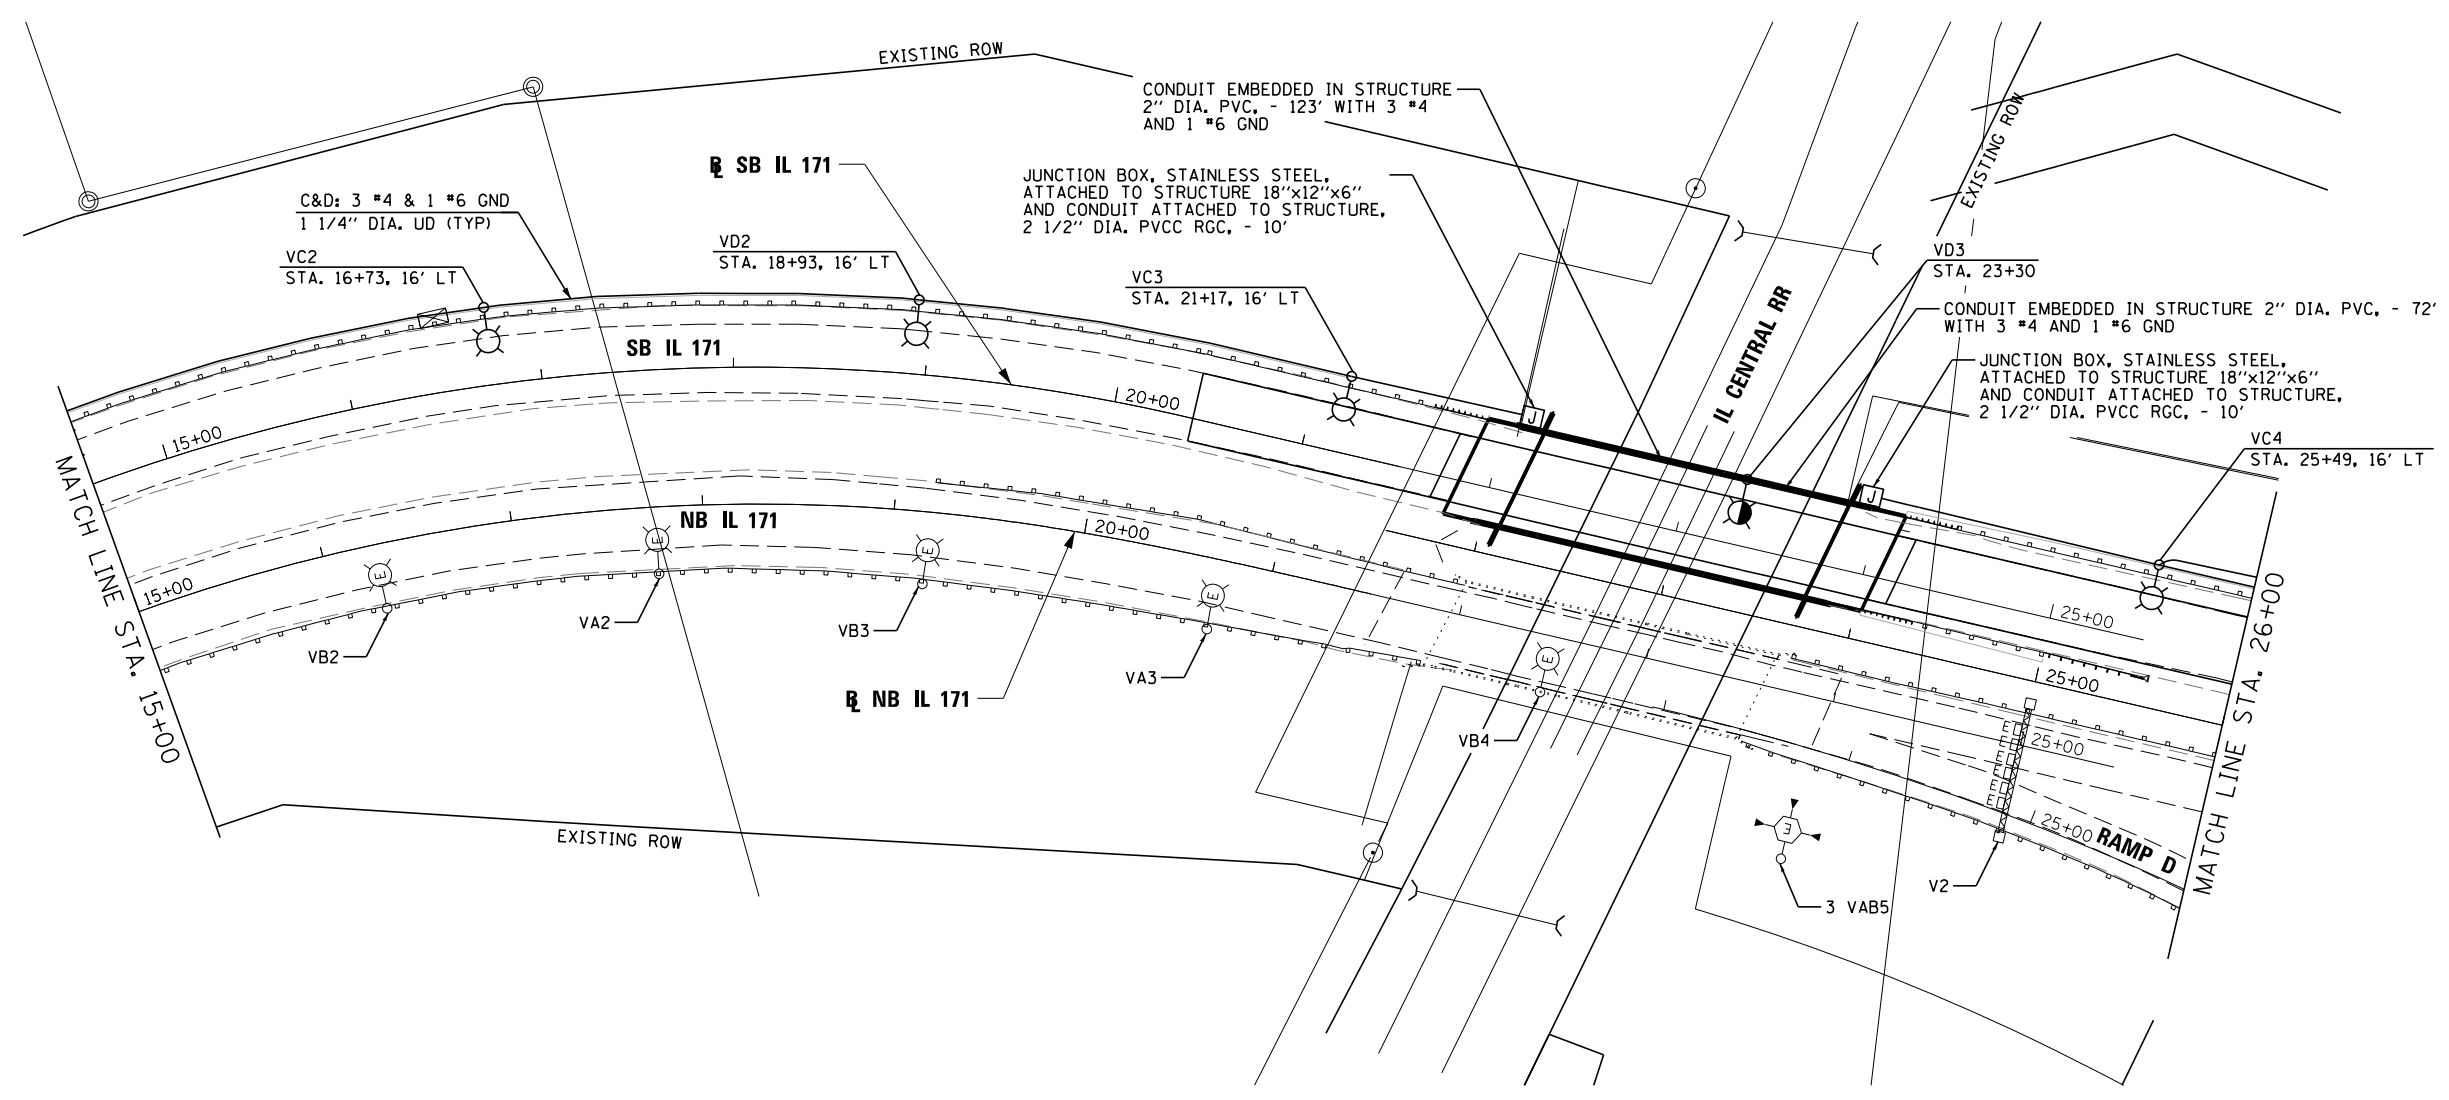 EXISTING ROW
CONDUIT EMBEDDED IN STRUCTURE
2" DIA. PVC, - 123' WITH 3 #4
AND 1 #6 GND
EXISTING ROW
℄ SB IL 171
JUNCTION BOX, STAINLESS STEEL,
ATTACHED TO STRUCTURE 18"x12"x6"
AND CONDUIT ATTACHED TO STRUCTURE,
2 1/2" DIA. PVCC RGC, - 10'
C&D: 3 #4 & 1 #6 GND
1 1/4" DIA. UD (TYP)
VC2
STA. 16+73, 16' LT
VD2
STA. 18+93, 16' LT
VC3
STA. 21+17, 16' LT
VD3
STA. 23+30
CONDUIT EMBEDDED IN STRUCTURE 2" DIA. PVC, - 72'
WITH 3 #4 AND 1 #6 GND
JUNCTION BOX, STAINLESS STEEL,
ATTACHED TO STRUCTURE 18"x12"x6"
AND CONDUIT ATTACHED TO STRUCTURE,
2 1/2" DIA. PVCC RGC, - 10'
VC4
STA. 25+49, 16' LT
IL CENTRAL RR
SB IL 171
20+00
J
15+00
J
MATCH LINE STA. 15+00
NB IL 171
20+00
15+00
E
E
E
E
E
VB2
VA2
VB3
VA3
VB4
℄ NB IL 171
25+00
25+00
25+00
25+00
E
E
E
E
E
E
RAMP D
MATCH LINE STA. 26+00
V2
3 VAB5
EXISTING ROW